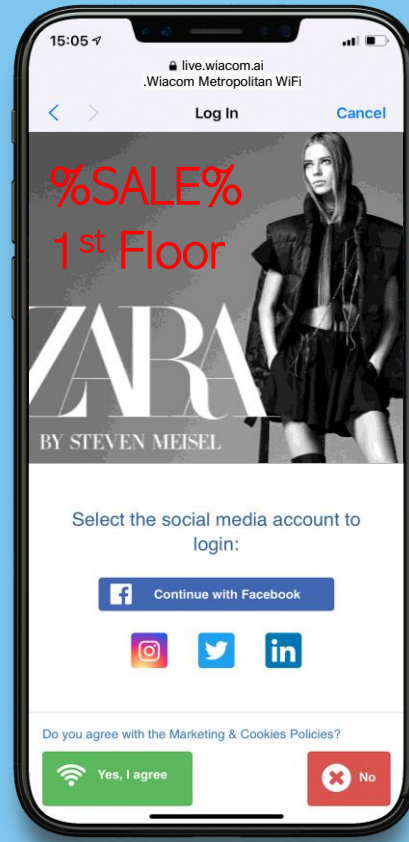 15:05
live.wiacom.ai
.Wiacom Metropolitan WiFi
Log In
Cancel
%SALE%
1st Floor
ZARA
BY STEVEN MEISEL
Select the social media account to
login:
Continue with Facebook
in
Do you agree with the Marketing & Cookies Policies?
Yes, I agree
No